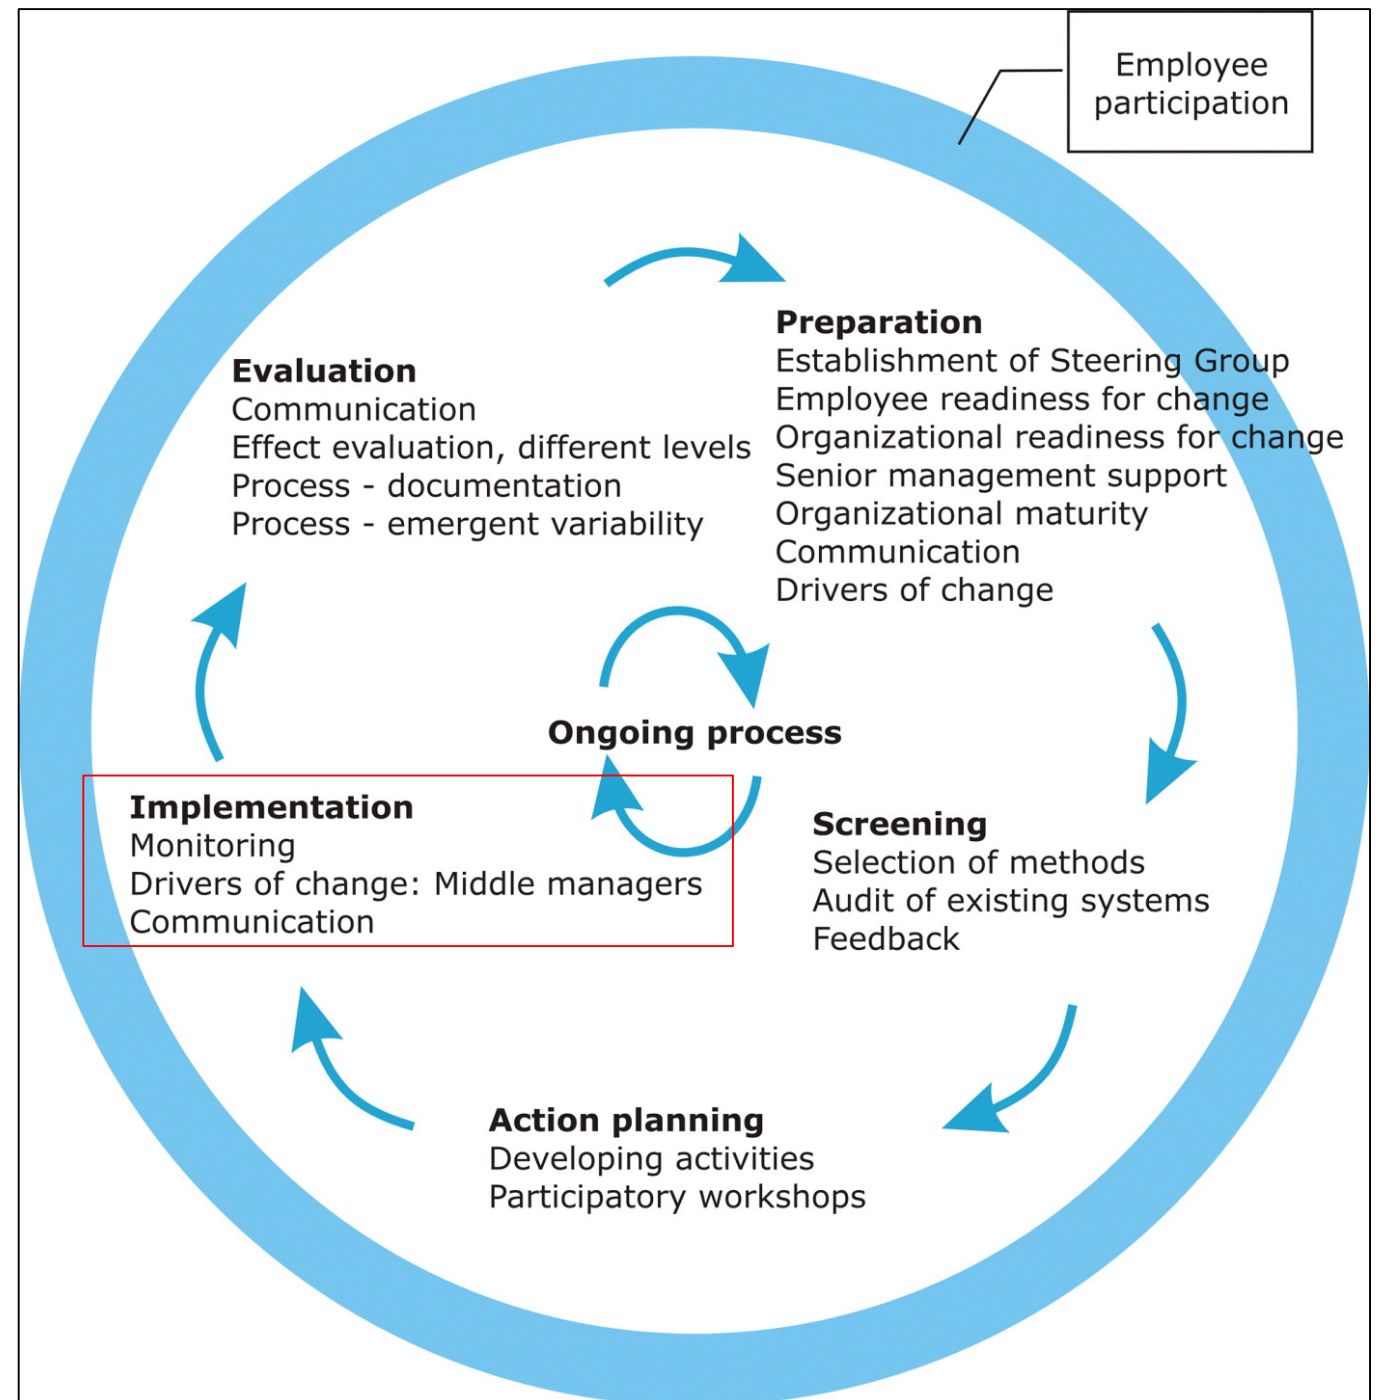 Employee
participation
Preparation
Establishment of Steering Group
Employee readiness for change
Organizational readiness for change
Senior management support
Organizational maturity
Communication
Drivers of change
Screening
Selection of methods
Audit of existing systems
Feedback
Action planning
Developing activities
Participatory workshops
Implementation
Monitoring
Drivers of change: Middle managers
Communication
Evaluation
Communication
Effect evaluation, different levels
Process - documentation
Process - emergent variability
Ongoing process